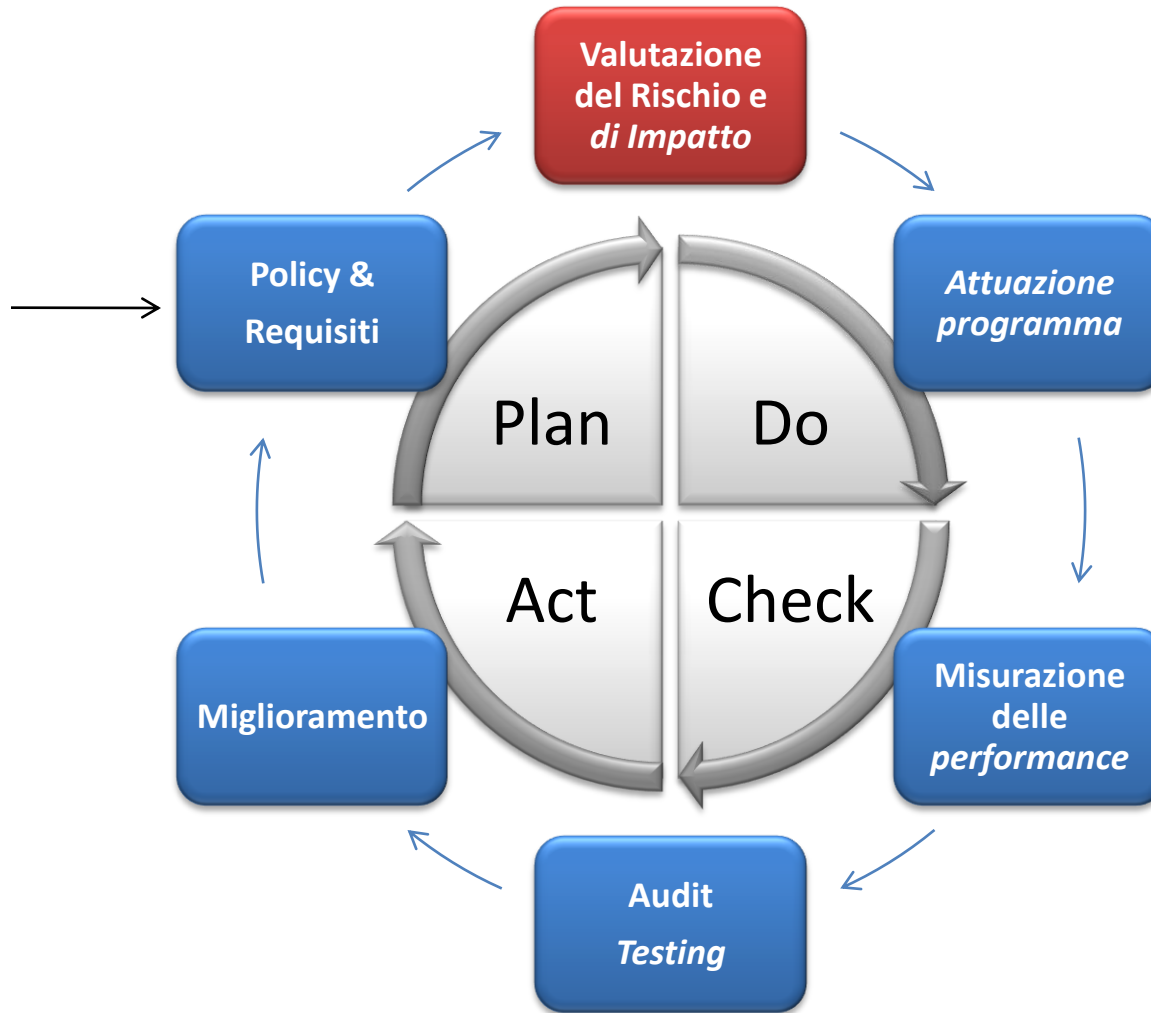 Valutazione
del Rischio e
di Impatto
Policy &
Requisiti
Attuazione
programma
Plan
Do
Act
Check
Miglioramento
Misurazione
delle
performance
Audit
Testing